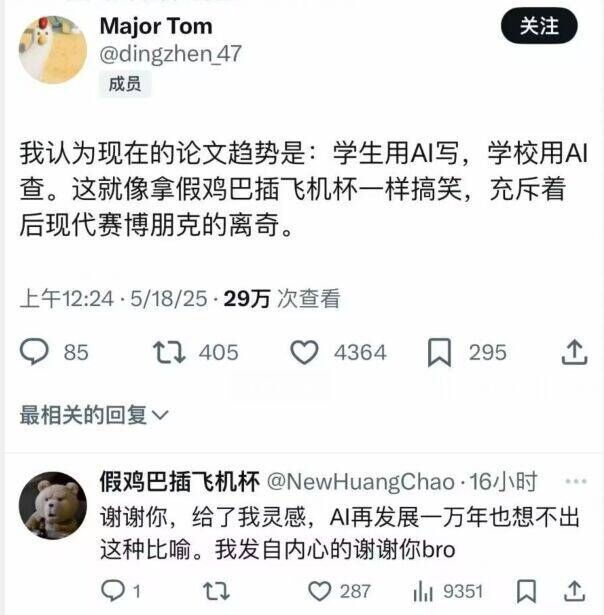 Major Tom
关注
@dingzhen_47
成员
我认为现在的论文趋势是：学生用AI写，学校用AI
查。这就像拿假鸡巴插飞机杯一样搞笑，充斥着
后现代赛博朋克的离奇。
上午12:24 · 5/18/25 · 29万 次查看
85 405 4364 295
最相关的回复
假鸡巴插飞机杯 @NewHuangChao · 16小时
谢谢你，给了我灵感，AI再发展一万年也想不出
这种比喻。我发自内心的谢谢你bro
1 287 9351